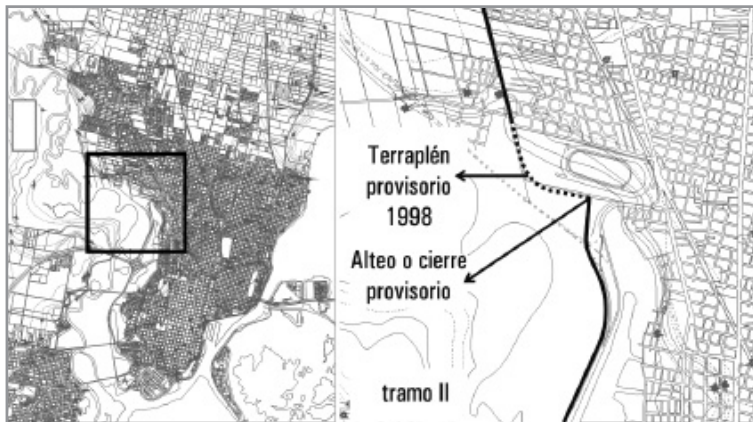 Terraplén
provisorio
1998
Alteo o cierre
provisorio
tramo II